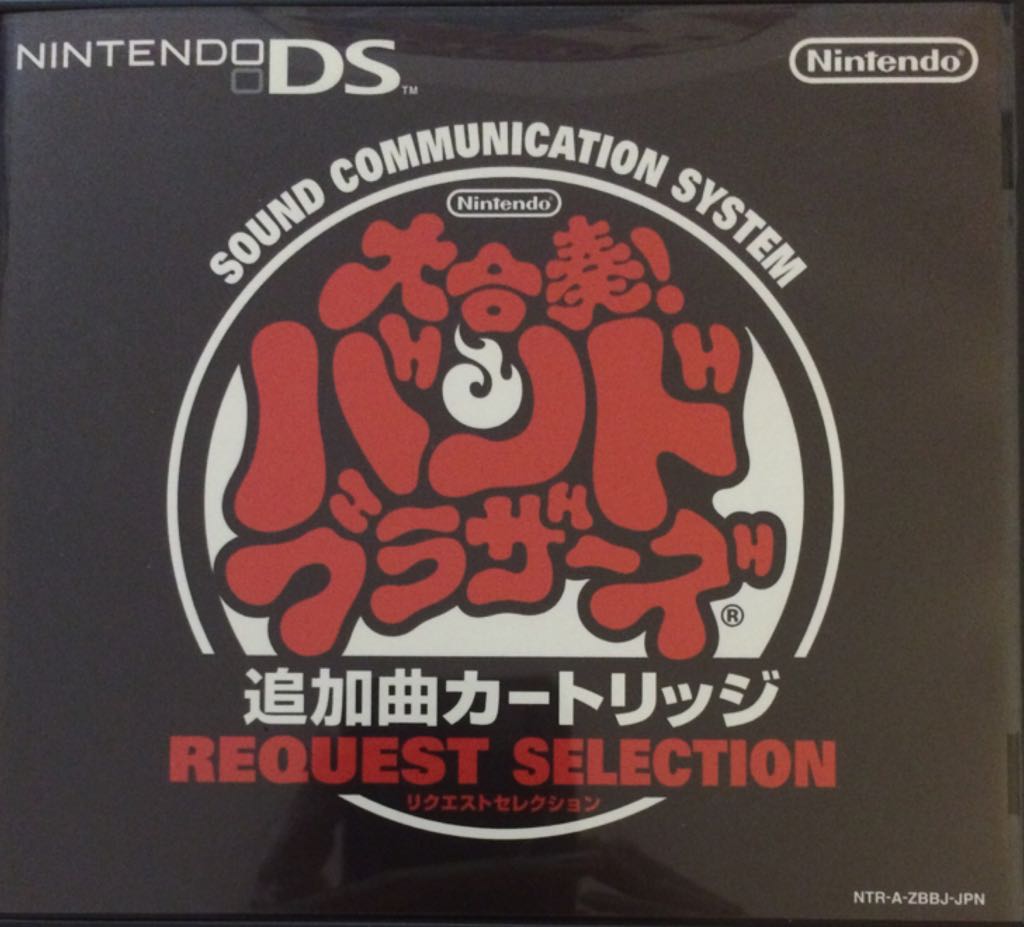 NINTENDO DS™
Nintendo®
SOUND COMMUNICATION SYSTEM
Nintendo
大合奏!
バンド
ブラザーズ®
追加曲カートリッジ
REQUEST SELECTION
リクエストセレクション
NTR-A-ZBBJ-JPN